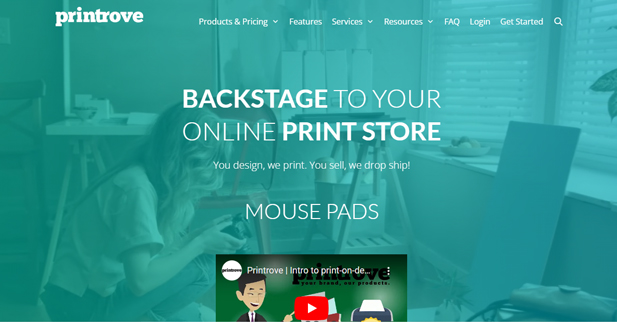 printrove
Products & Pricing Features Services Resources FAQ Login Get Started
BACKSTAGE TO YOUR
ONLINE PRINT STORE
You design, we print. You sell, we drop ship!
MOUSE PADS
printrove Printrove | Intro to print-on-de...
printrove
your brand, our products.